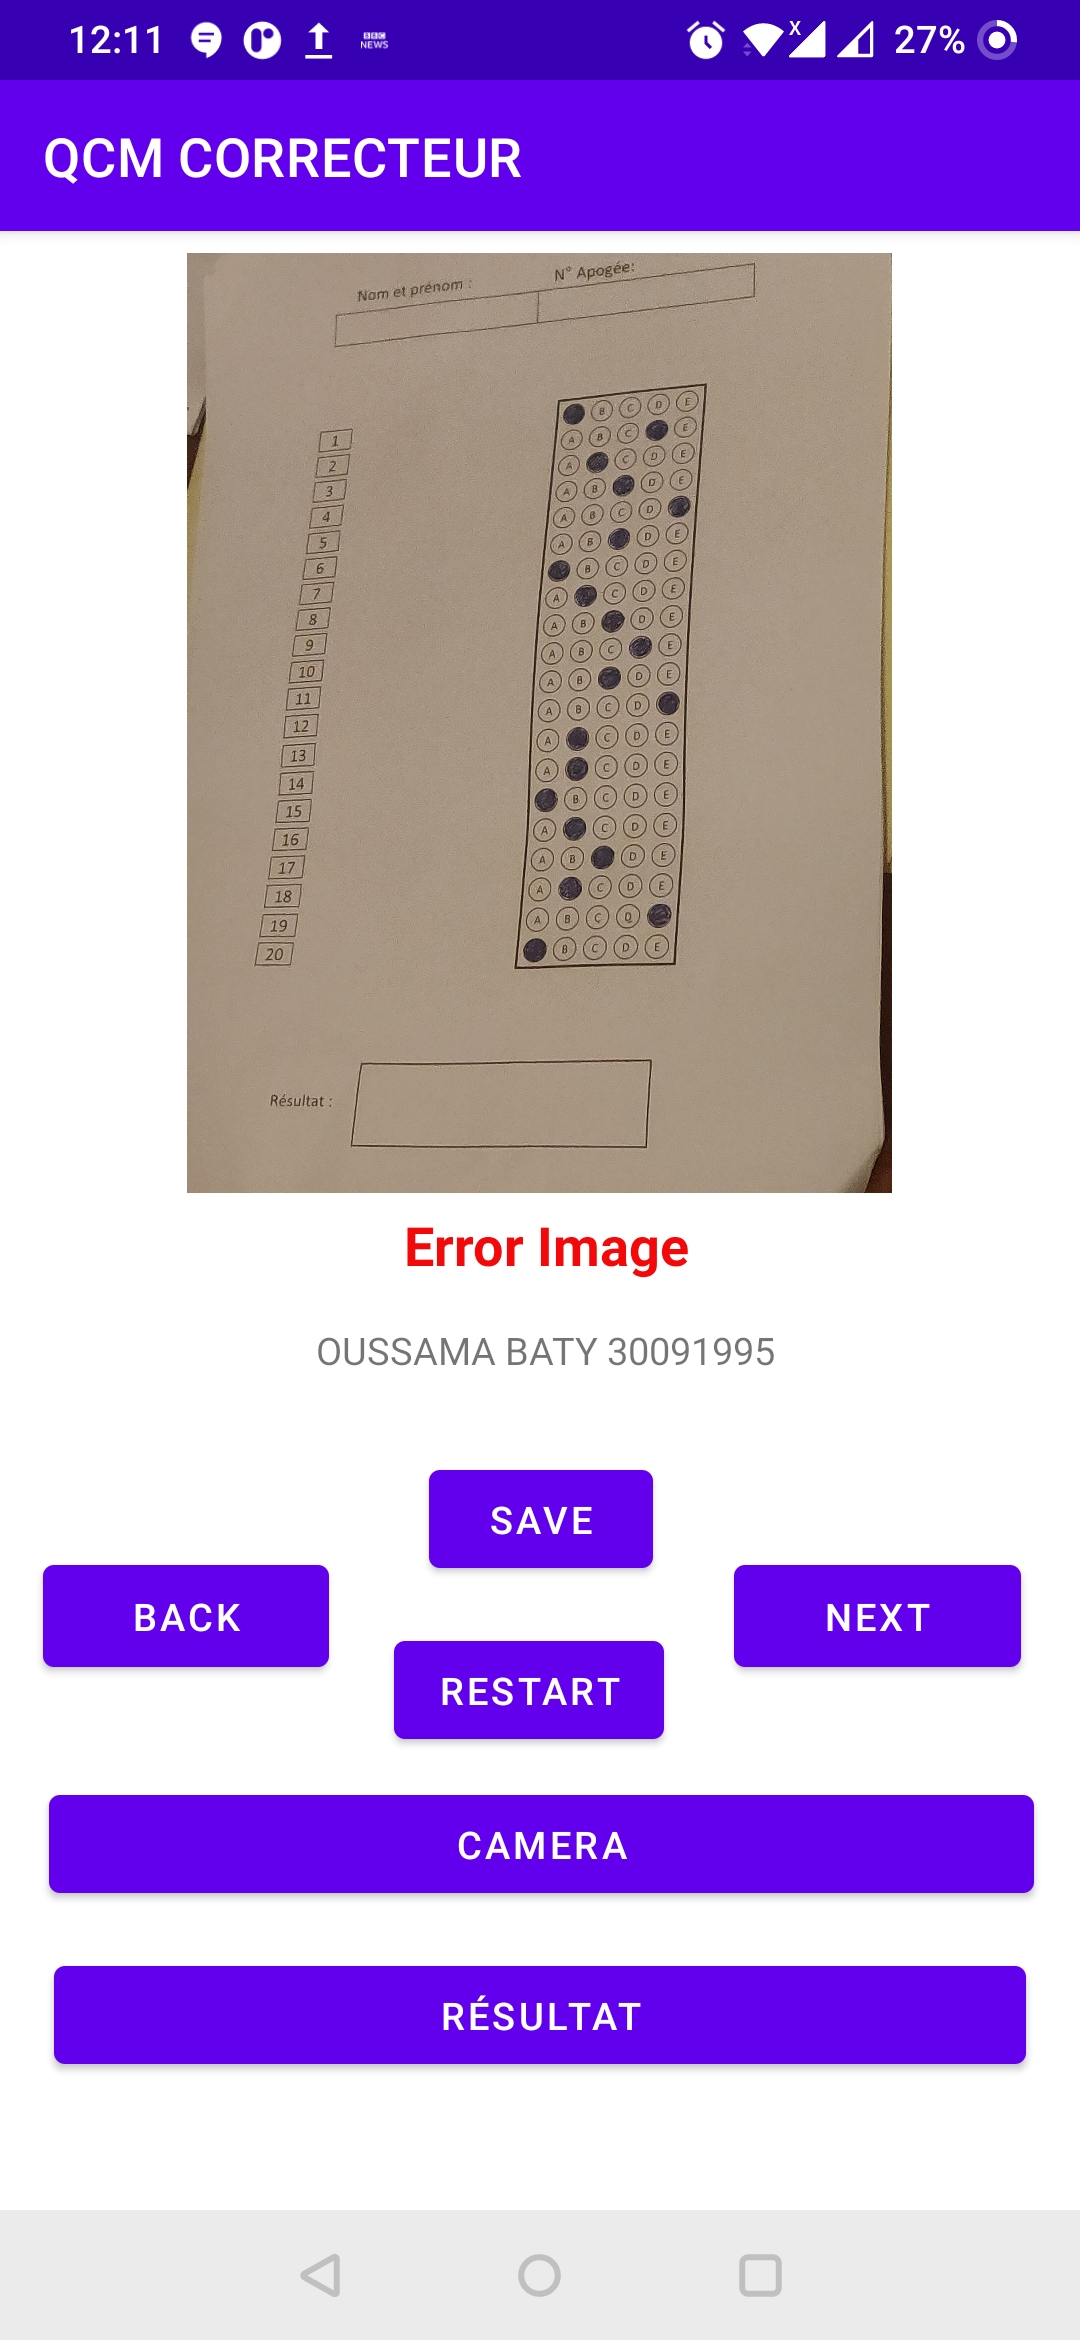 12:11 BBC NEWS X 27%
QCM CORRECTEUR
Nom et prénom : N° Apogée:
B C D E
1 A B C E
2 A C D E
3 A B D E
4 A B C D
5 A B D E
6 B C D E
7 A C D E
8 A B D E
9 A B C E
10 A B D E
11 A B C D
12 A C D E
13 A C D E
14 B C D E
15 A C D E
16 A B D E
17 A C D E
18 A B C D
19 B C D E
20
Résultat :
Error Image
OUSSAMA BATY 30091995
SAVE
BACK NEXT
RESTART
CAMERA
RÉSULTAT